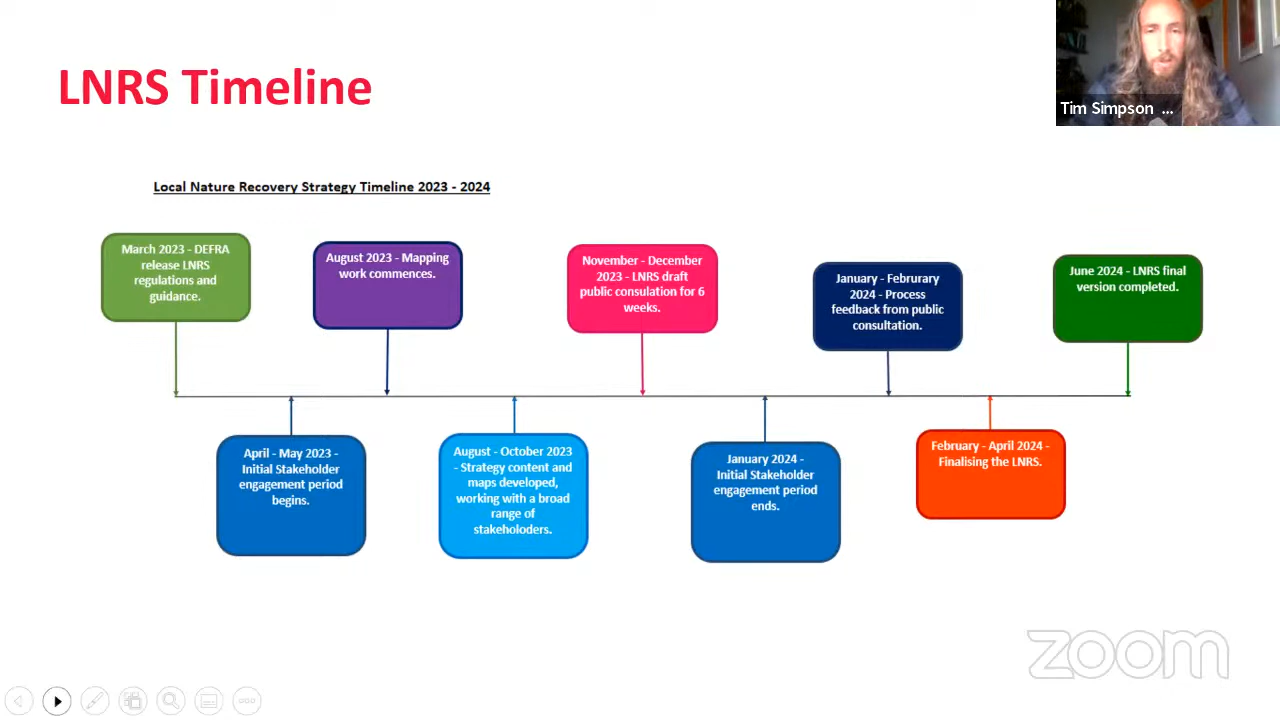 LNRS Timeline
Tim Simpson ...
Local Nature Recovery Strategy Timeline 2023 - 2024
March 2023 - DEFRA
release LNRS
regulations and
guidance.
August 2023 - Mapping
work commences.
November - December
2023 - LNRS draft
public consulation for 6
weeks.
January - Februrary
2024 - Process
feedback from public
consultation.
June 2024 - LNRS final
version completed.
April - May 2023 -
Initial Stakeholder
engagement period
begins.
August - October 2023
- Strategy content and
maps developed,
working with a broad
range of
stakeholoders.
January 2024 -
Initial Stakeholder
engagement period
ends.
February - April 2024 -
Finalising the LNRS.
zoom